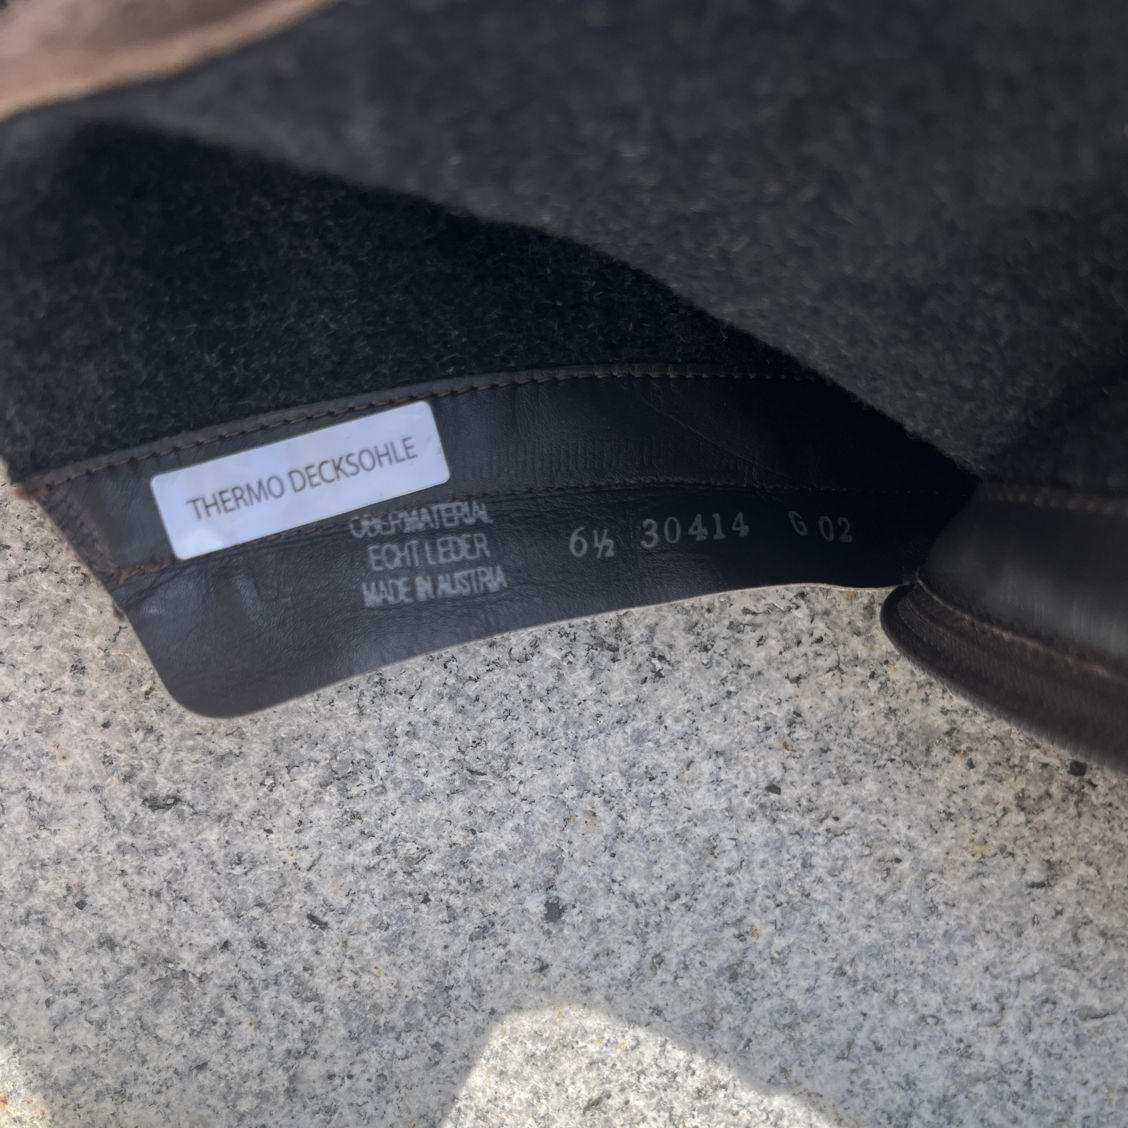 THERMO DECKSOHLE
OBERMATERIAL
ECHT LEDER
MADE IN AUSTRIA
6½ 30414 G 02